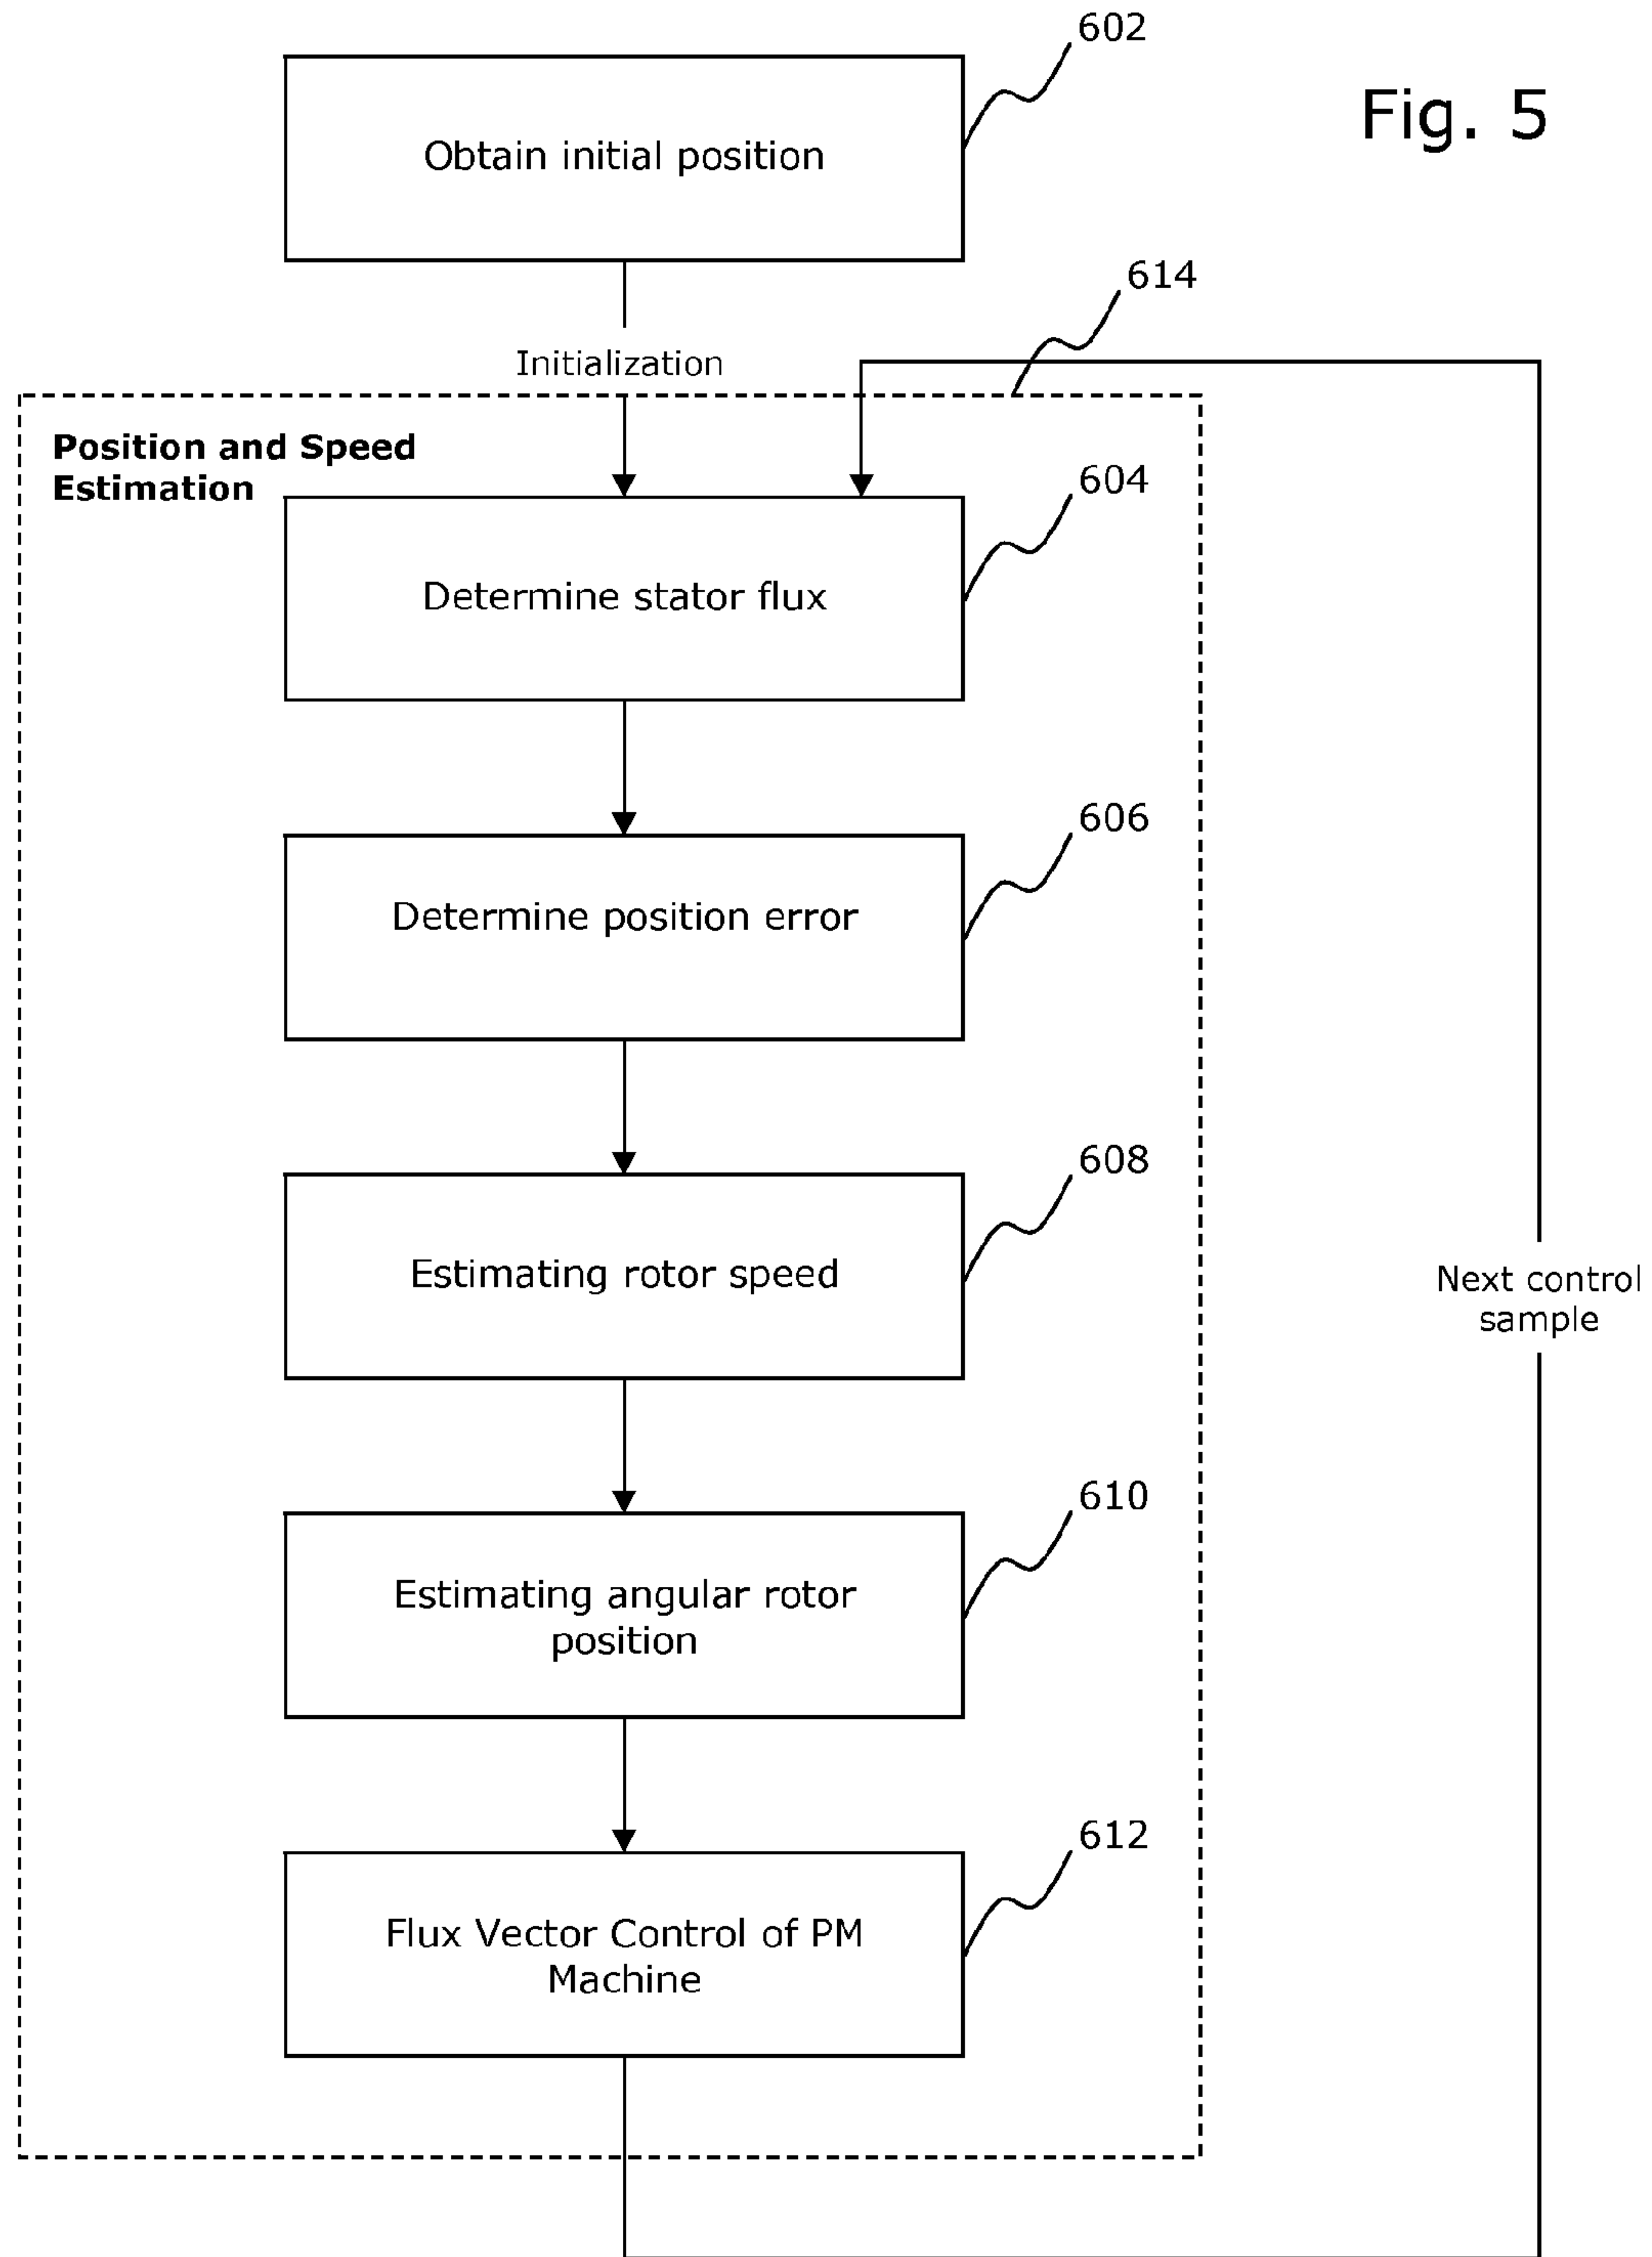 602
Fig. 5
Obtain initial position
614
Initialization
Position and Speed
Estimation
604
Determine stator flux
606
Determine position error
608
Estimating rotor speed
Next control
sample
610
Estimating angular rotor
position
612
Flux Vector Control of PM
Machine